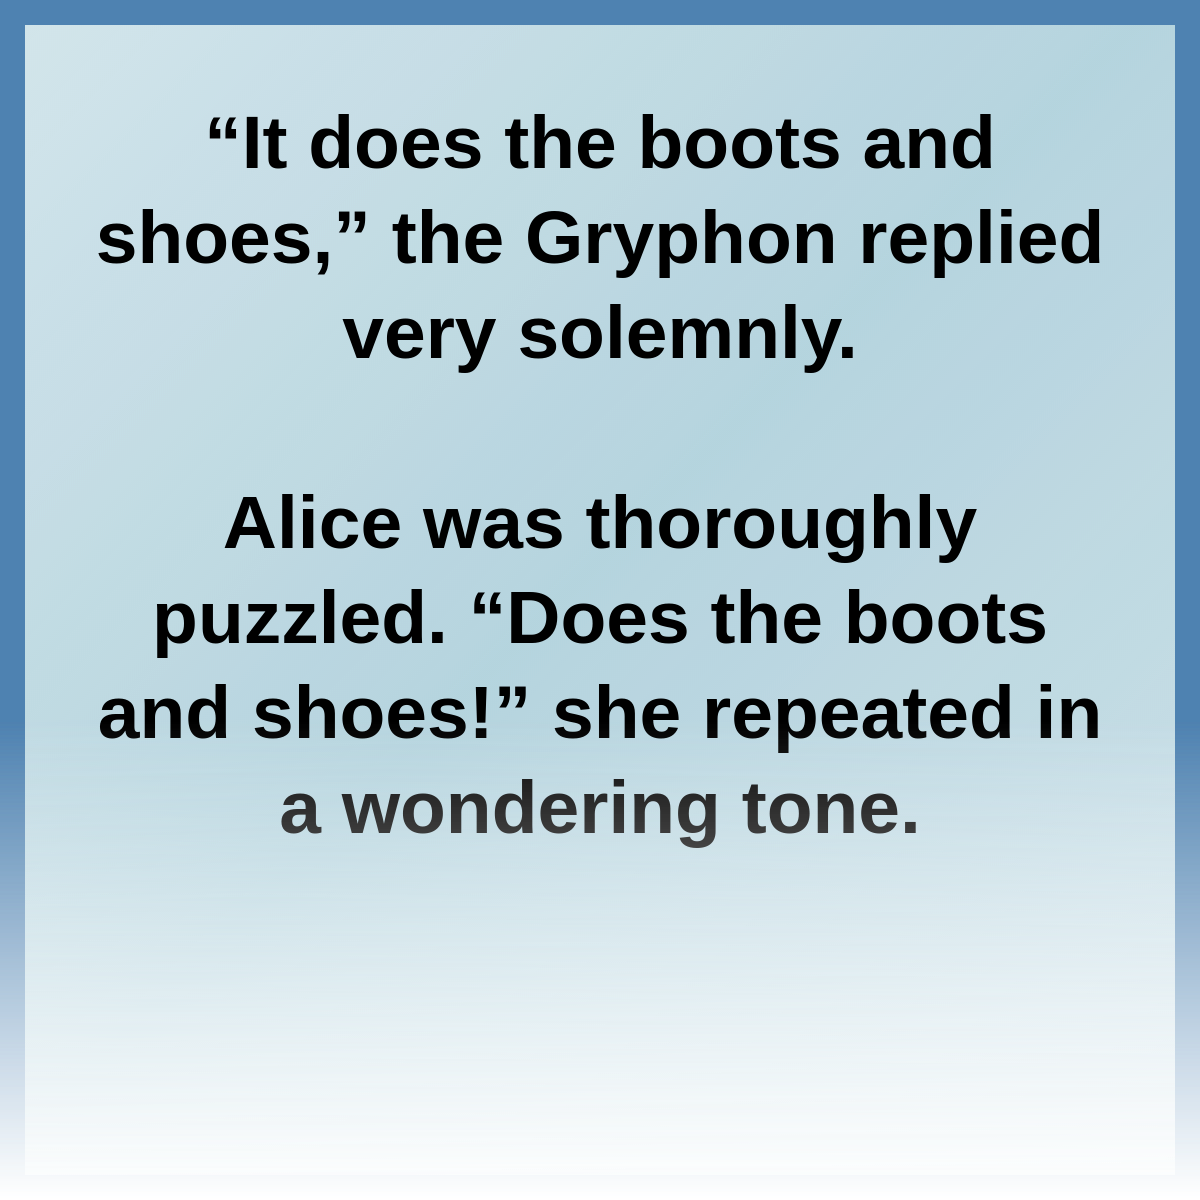 “It does the boots and
shoes,” the Gryphon replied
very solemnly.
Alice was thoroughly
puzzled. “Does the boots
and shoes!” she repeated in
a wondering tone.